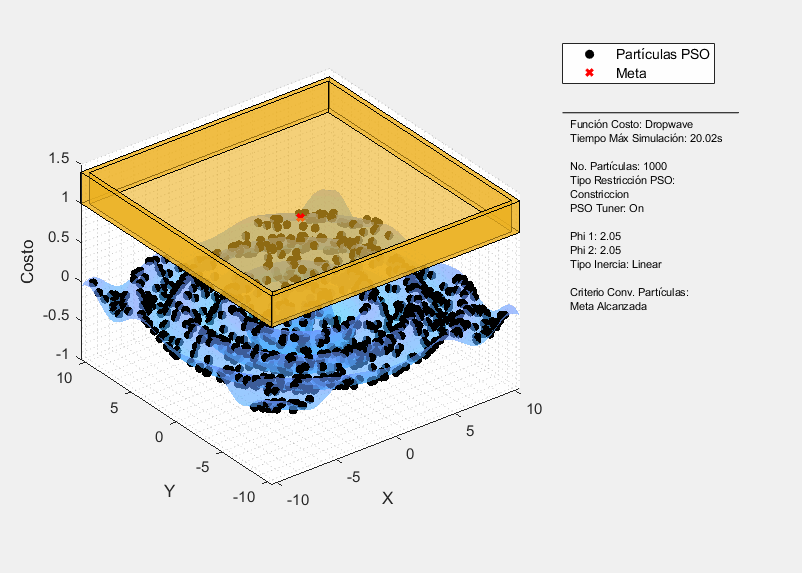 Partículas PSO
Meta
Función Costo: Dropwave
Tiempo Máx Simulación: 20.02s
No. Partículas: 1000
Tipo Restricción PSO:
Constriccion
PSO Tuner: On
Phi 1: 2.05
Phi 2: 2.05
Tipo Inercia: Linear
Criterio Conv. Partículas:
Meta Alcanzada
Costo
1.5
1
0.5
0
-0.5
-1
10
5
0
-5
-10
Y
-10
-5
0
5
10
X